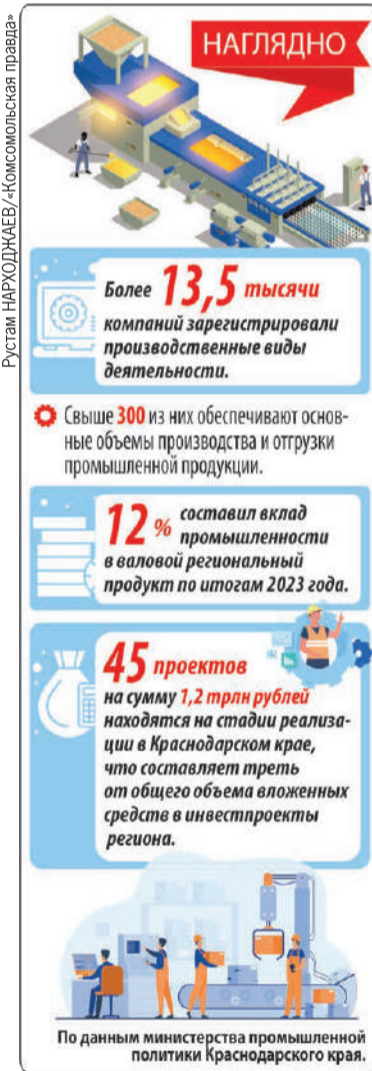 Рустам НАРХОДЖАЕВ/«Комсомольская правда»
НАГЛЯДНО
Более 13,5 тысячи
компаний зарегистрировали
производственные виды
деятельности.
Свыше 300 из них обеспечивают основ-
ные объемы производства и отгрузки
промышленной продукции.
12 % составил вклад
промышленности
в валовой региональный
продукт по итогам 2023 года.
45 проектов
на сумму 1,2 трлн рублей
находятся на стадии реализа-
ции в Краснодарском крае,
что составляет треть
от общего объема вложенных
средств в инвестпроекты
региона.
По данным министерства промышленной
политики Краснодарского края.